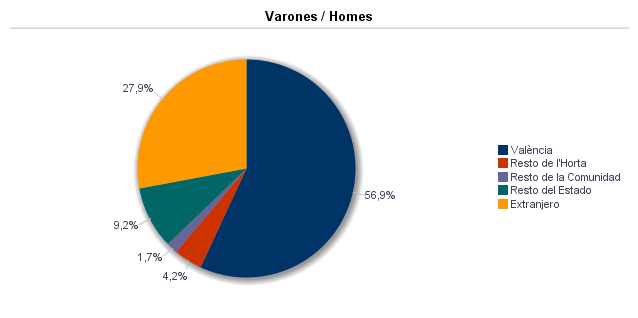 Varones / Homes
27,9%
56,9%
9,2%
1,7%
4,2%
València
Resto de l'Horta
Resto de la Comunidad
Resto del Estado
Extranjero